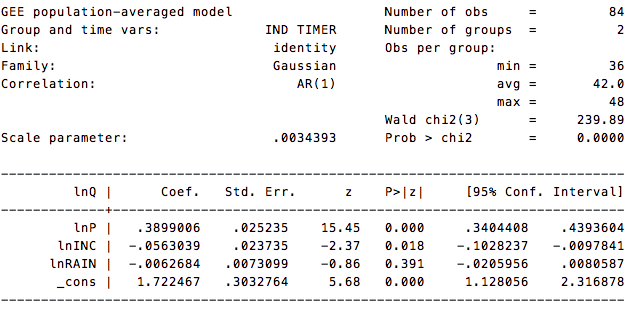 GEE population-averaged model Number of obs = 84
Group and time vars: IND TIMER Number of groups = 2
Link: identity Obs per group:
Family: Gaussian min = 36
Correlation: AR(1) avg = 42.0
max = 48
Wald chi2(3) = 239.89
Scale parameter: .0034393 Prob > chi2 = 0.0000
lnQ | Coef. Std. Err. z P>|z| [95% Conf. Interval]
lnP | .3899006 .025235 15.45 0.000 .3404408 .4393604
lnINC | -.0563039 .023735 -2.37 0.018 -.1028237 -.0097841
lnRAIN | -.0062684 .0073099 -0.86 0.391 -.0205956 .0080587
_cons | 1.722467 .3032764 5.68 0.000 1.128056 2.316878